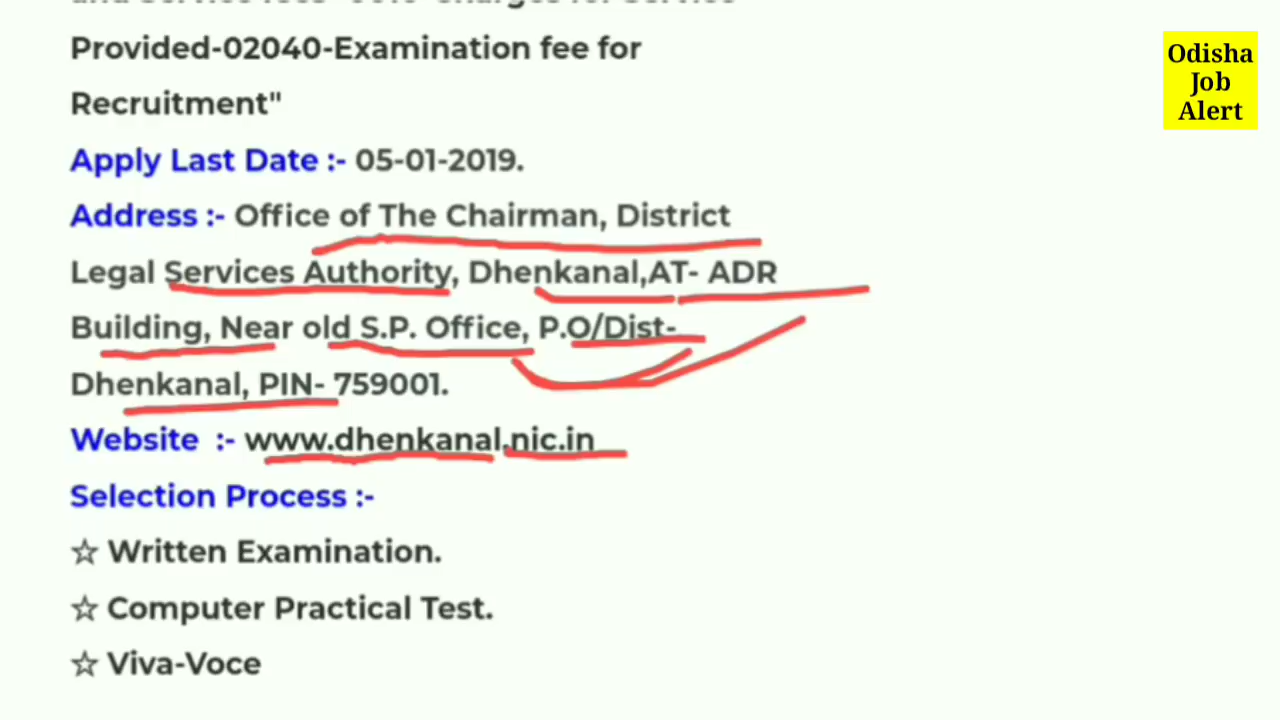 Provided-02040-Examination fee for
Recruitment"
Apply Last Date :- 05-01-2019.
Address :- Office of The Chairman, District
Legal Services Authority, Dhenkanal,AT- ADR
Building, Near old S.P. Office, P.O/Dist-
Dhenkanal, PIN- 759001.
Website :- www.dhenkanal.nic.in
Selection Process :-
☆ Written Examination.
☆ Computer Practical Test.
☆ Viva-Voce
Odisha
Job
Alert